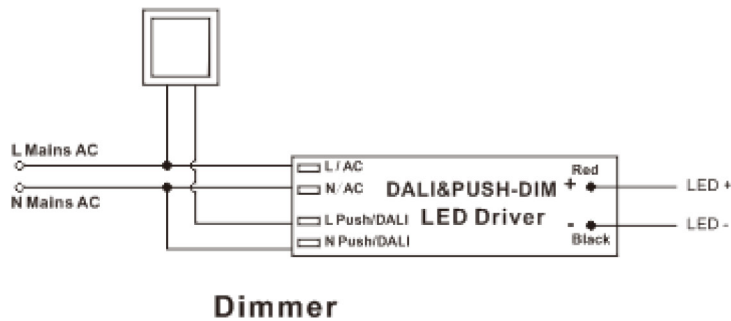 L Mains AC
N Mains AC
L / AC
N/AC
L Push/DALI
N Push/DALI
DALI&PUSH-DIM
LED Driver
Red
+
-
Black
LED +
LED -
Dimmer